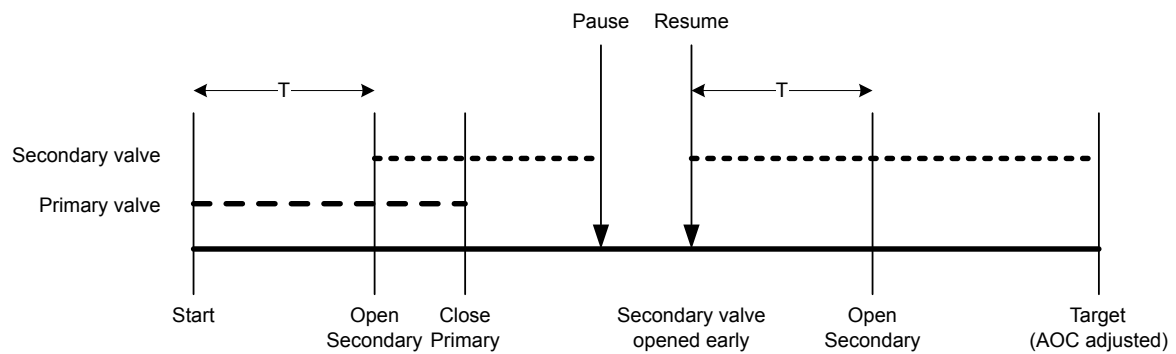 Pause
Resume
T
T
Secondary valve
Primary valve
Start
Open
Secondary
Close
Primary
Secondary valve
opened early
Open
Secondary
Target
(AOC adjusted)